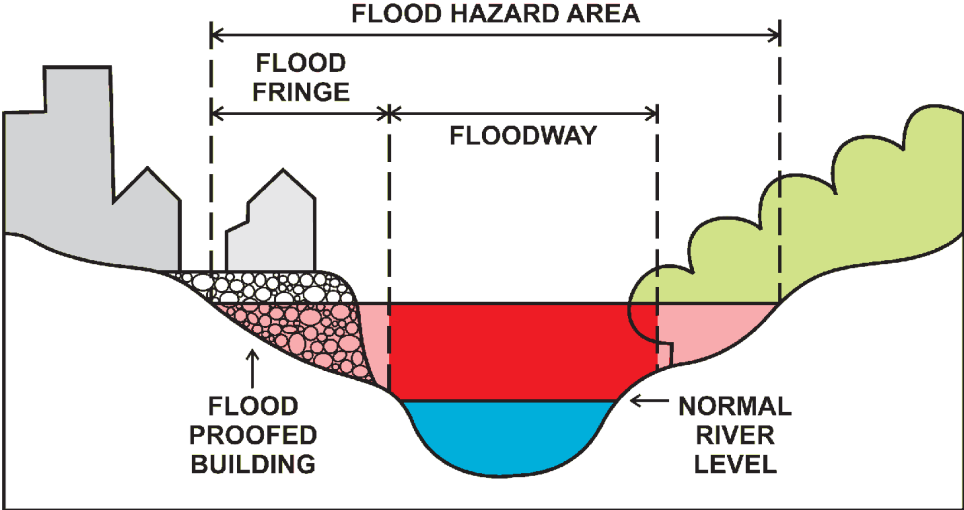 FLOOD HAZARD AREA
FLOOD
FRINGE
FLOODWAY
FLOOD
PROOFED
BUILDING
NORMAL
RIVER
LEVEL